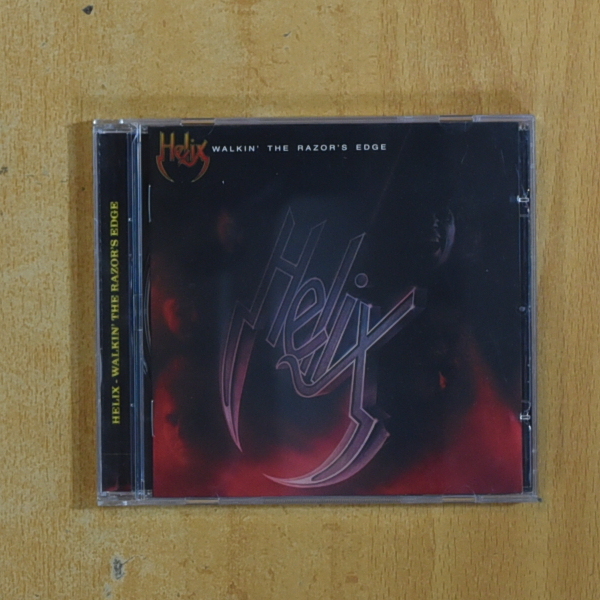 Helix WALKIN' THE RAZOR'S EDGE
Helix
HELIX - WALKIN' THE RAZOR'S EDGE